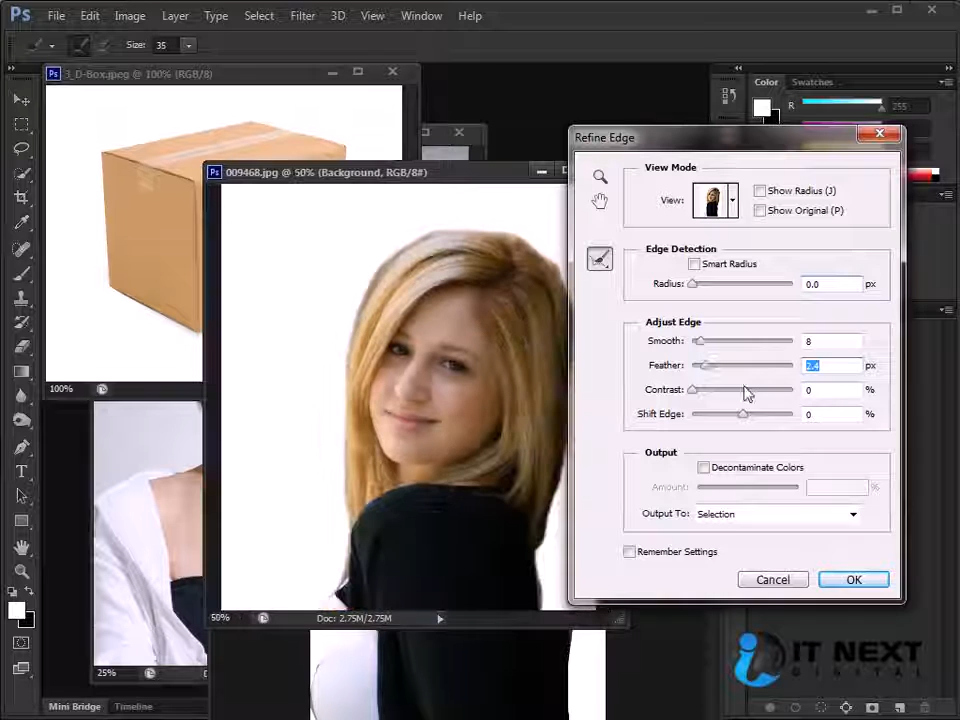 Ps File Edit Image Layer Type Select Filter 3D View Window Help
Size: 35
Ps 3_D-Box.jpeg @ 100% (RGB/8)
Color Swatches
R 255
Ps 009468.jpg @ 50% (Background, RGB/8#)
Refine Edge
View Mode
View:
Show Radius (J)
Show Original (P)
Edge Detection
Smart Radius
Radius: 0.0 px
Adjust Edge
Smooth: 8
Feather: 2.4 px
Contrast: 0 %
Shift Edge: 0 %
100%
Output
Decontaminate Colors
Amount: %
Output To: Selection
Remember Settings
Cancel OK
50% Doc: 2.75M/2.75M
25%
IT NEXT
DIGITAL
Mini Bridge Timeline